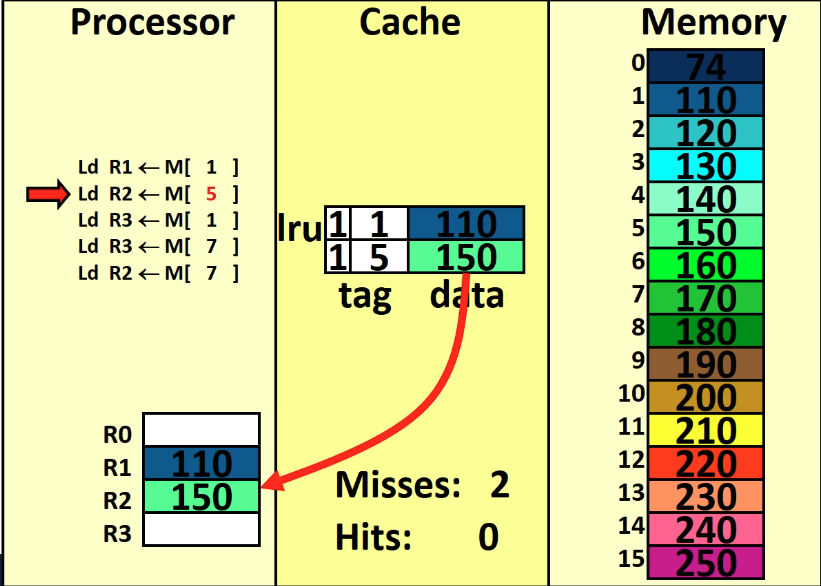 Processor
Cache
Memory
Ld R1 ← M[ 1 ]
Ld R2 ← M[ 5 ]
Ld R3 ← M[ 1 ]
Ld R3 ← M[ 7 ]
Ld R2 ← M[ 7 ]
R0
R1 110
R2 150
R3
lru 1 1 110
1 5 150
tag data
Misses: 2
Hits: 0
0 74
1 110
2 120
3 130
4 140
5 150
6 160
7 170
8 180
9 190
10 200
11 210
12 220
13 230
14 240
15 250